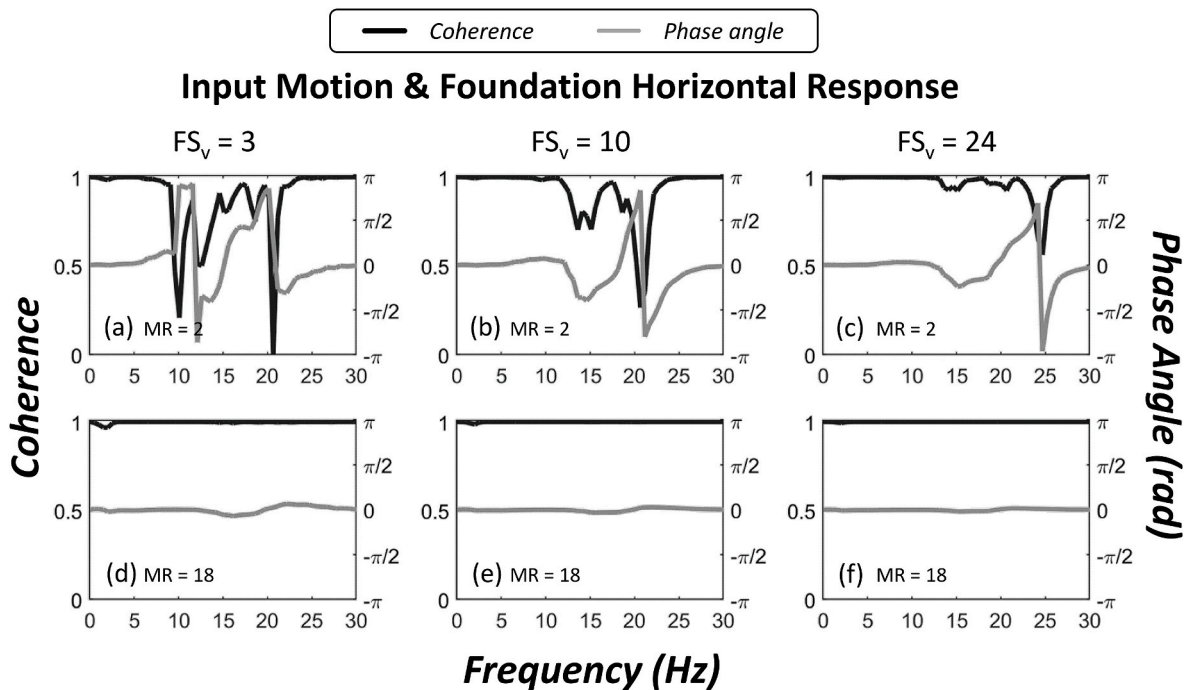 Coherence Phase angle
Input Motion & Foundation Horizontal Response
FSv = 3 FSv = 10 FSv = 24
1 π 1 π 1 π
π/2 π/2 π/2
0.5 0 0.5 0 0.5 0
-π/2 -π/2 -π/2
(a) MR = 2 (b) MR = 2 (c) MR = 2
0 -π 0 -π 0 -π
0 5 10 15 20 25 30 0 5 10 15 20 25 30 0 5 10 15 20 25 30
Coherence
Phase Angle (rad)
1 π 1 π 1 π
π/2 π/2 π/2
0.5 0 0.5 0 0.5 0
-π/2 -π/2 -π/2
(d) MR = 18 (e) MR = 18 (f) MR = 18
0 -π 0 -π 0 -π
0 5 10 15 20 25 30 0 5 10 15 20 25 30 0 5 10 15 20 25 30
Frequency (Hz)